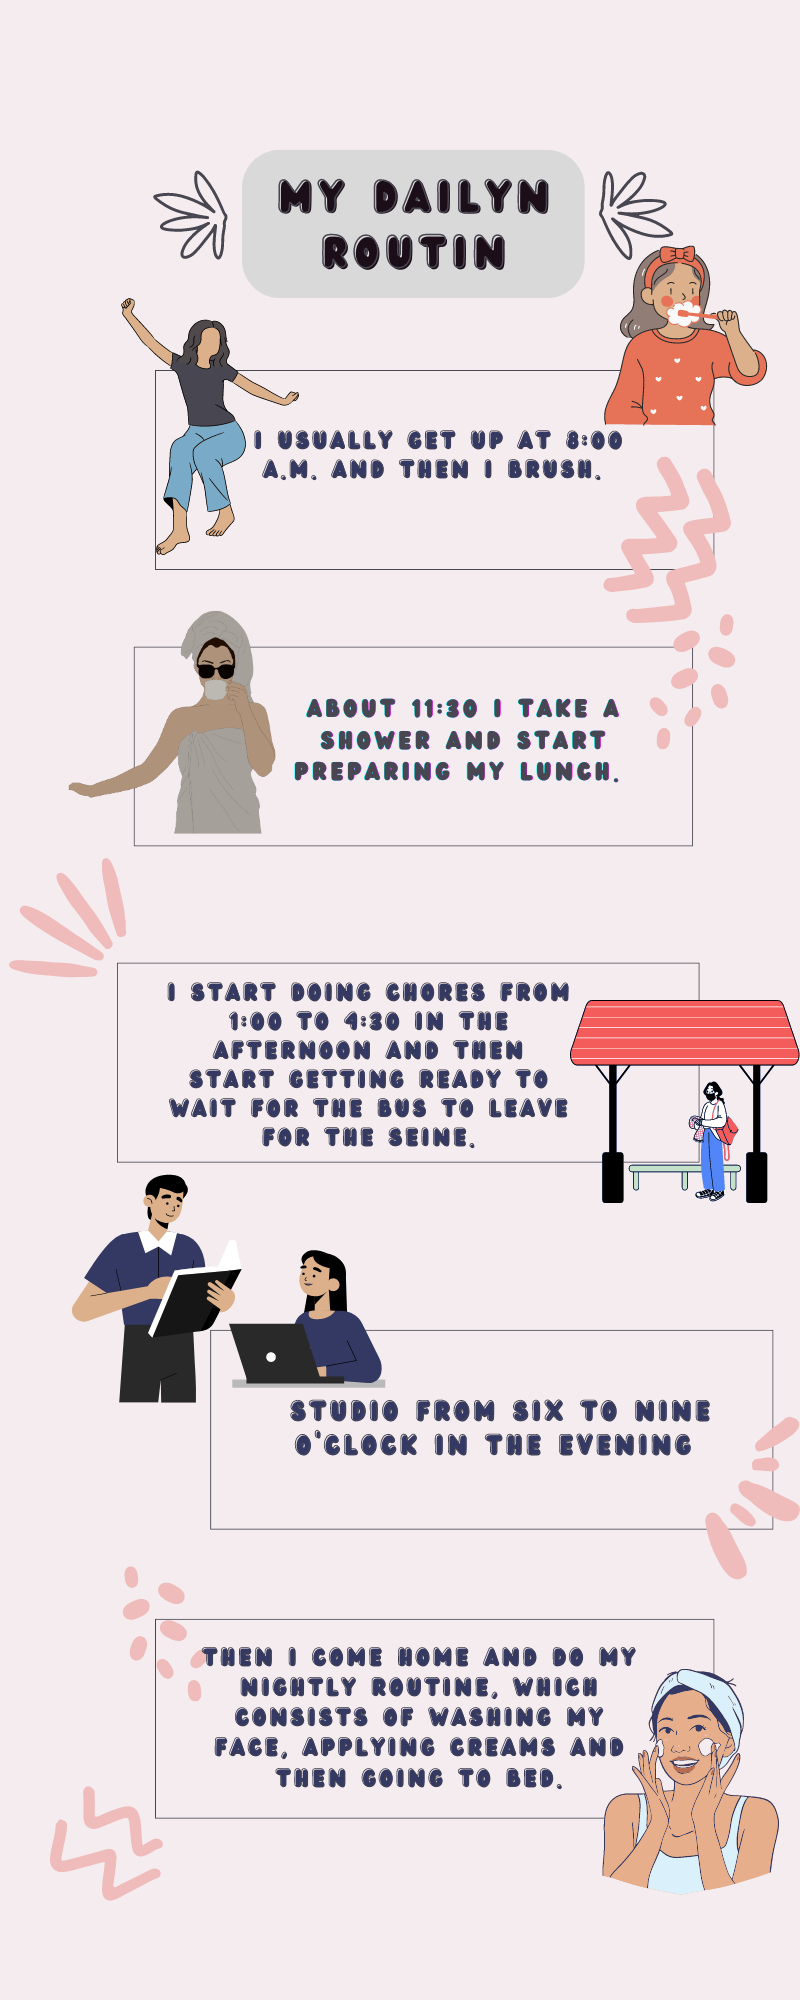 MY DAILYN
ROUTIN
I USUALLY GET UP AT 8:00
A.M. AND THEN I BRUSH.
ABOUT 11:30 I TAKE A
SHOWER AND START
PREPARING MY LUNCH.
I START DOING CHORES FROM
1:00 TO 4:30 IN THE
AFTERNOON AND THEN
START GETTING READY TO
WAIT FOR THE BUS TO LEAVE
FOR THE SEINE.
STUDIO FROM SIX TO NINE
O'CLOCK IN THE EVENING
THEN I COME HOME AND DO MY
NIGHTLY ROUTINE, WHICH
CONSISTS OF WASHING MY
FACE, APPLYING CREAMS AND
THEN GOING TO BED.